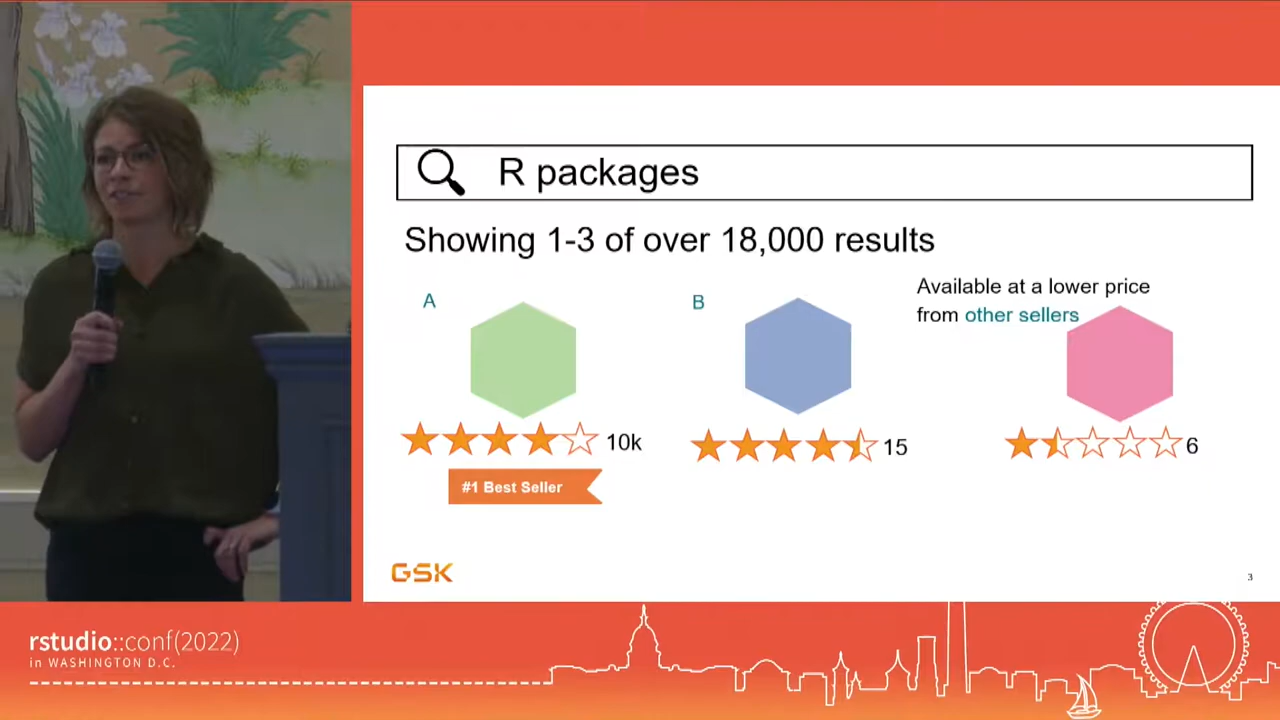 R packages
Showing 1-3 of over 18,000 results
A
B
Available at a lower price
from other sellers
10k
15
6
#1 Best Seller
GSK
3
rstudio::conf(2022)
in WASHINGTON D.C.